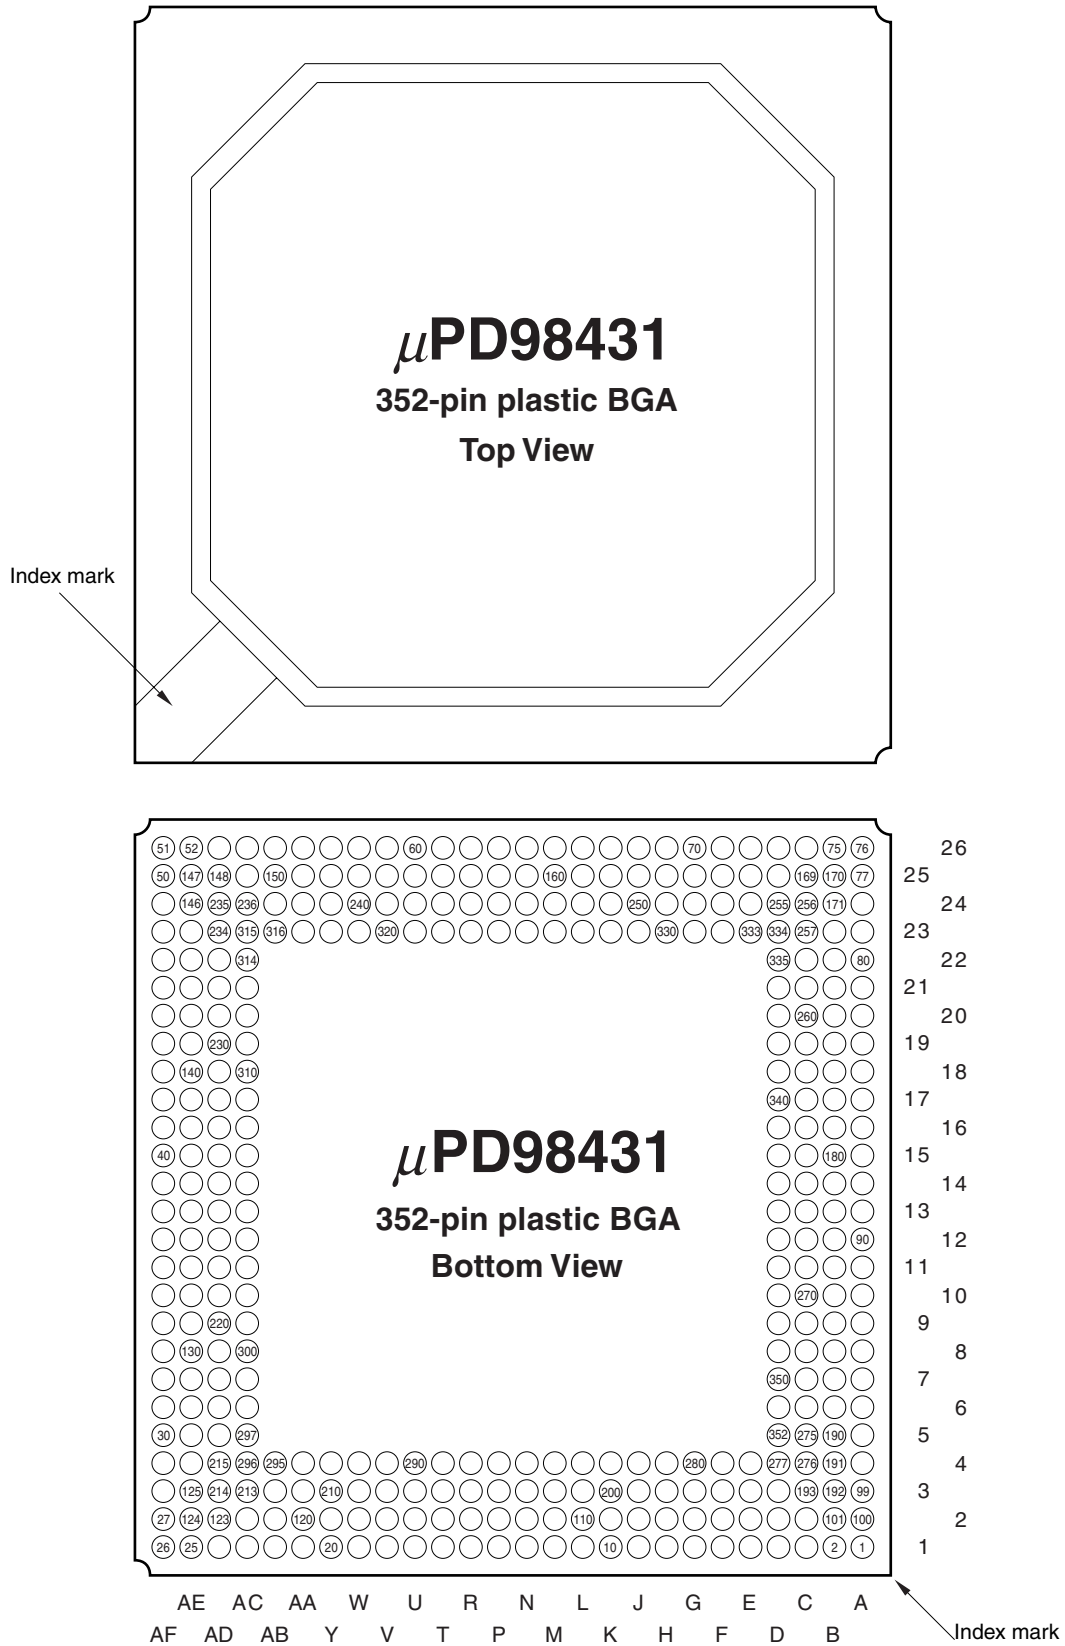 μPD98431
352-pin plastic BGA
Top View
Index mark
51 52 60 70 75 76 26
50 147 148 150 160 169 170 77 25
146 235 236 240 250 255 256 171 24
234 315 316 320 330 333 334 257 23
314 335 80 22
21
260 20
230 19
140 310 18
340 17
16
40 180 15
14
13
μPD98431
352-pin plastic BGA
Bottom View
90 12
11
270 10
220 9
130 300 8
350 7
6
30 297 352 275 190 5
215 296 295 290 280 277 276 191 4
125 214 213 210 200 193 192 99 3
27 124 123 120 110 101 100 2
26 25 20 10 2 1 1
AE AC AA W U R N L J G E C A
AF AD AB Y V T P M K H F D B
Index mark